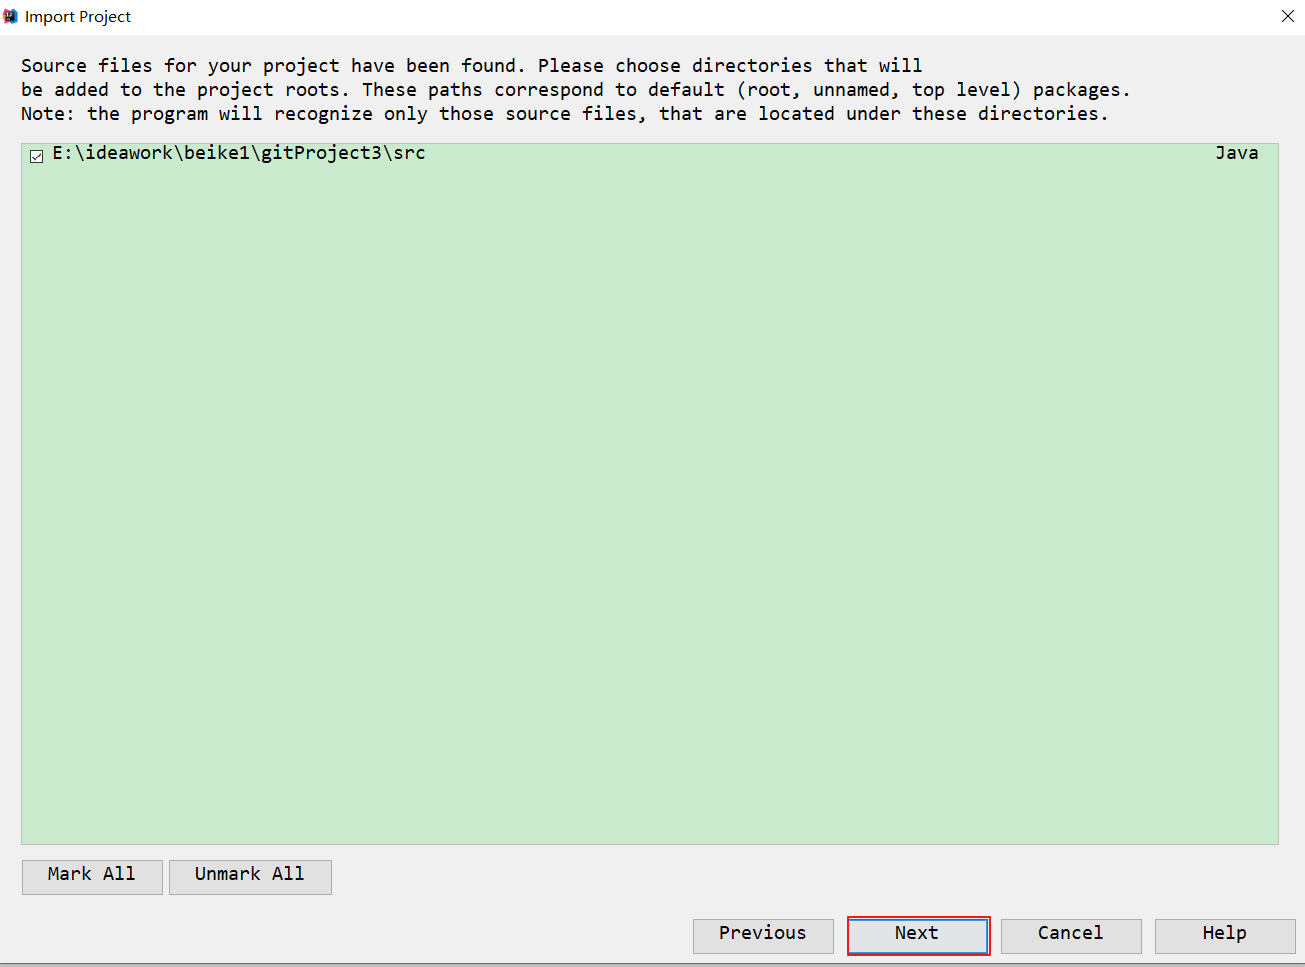 Import Project
Source files for your project have been found. Please choose directories that will
be added to the project roots. These paths correspond to default (root, unnamed, top level) packages.
Note: the program will recognize only those source files, that are located under these directories.
E:\ideawork\beike1\gitProject3\src Java
Mark All Unmark All
Previous Next Cancel Help